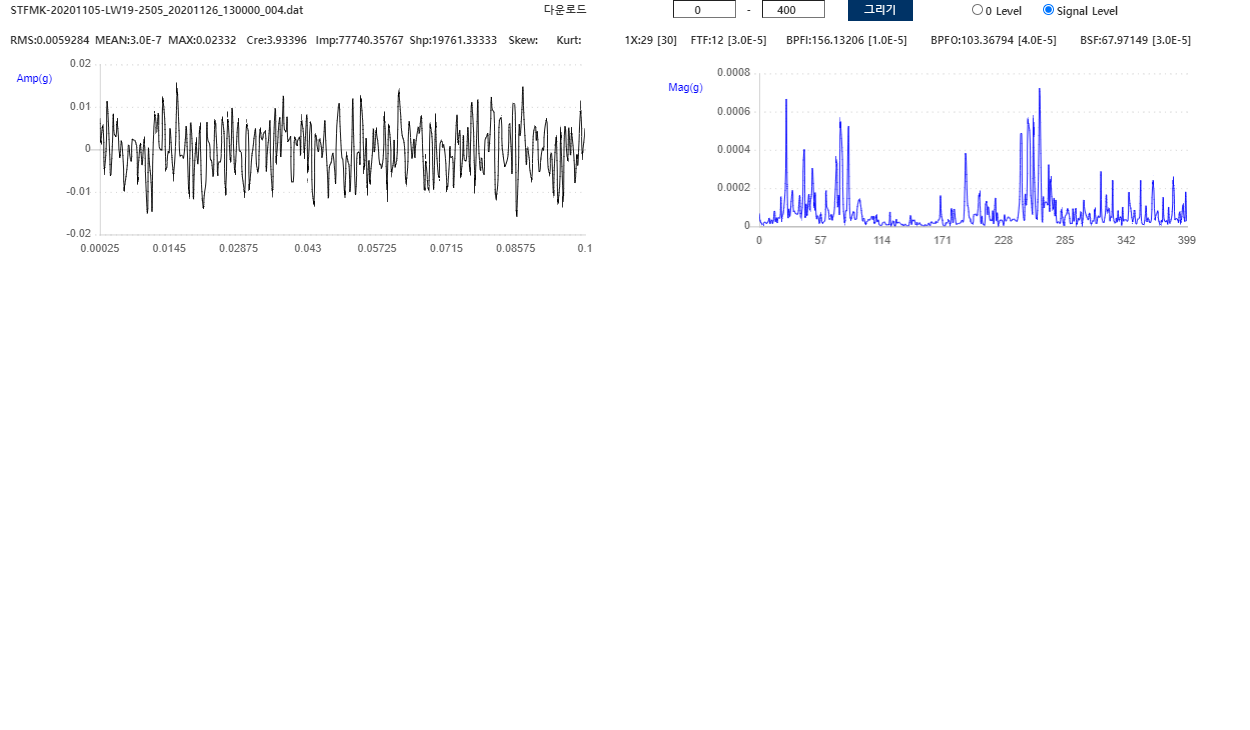 STFMK-20201105-LW19-2505_20201126_130000_004.dat 다운로드 0 - 400 그리기 0 Level Signal Level
RMS:0.0059284 MEAN:3.0E-7 MAX:0.02332 Cre:3.93396 Imp:77740.35767 Shp:19761.33333 Skew: Kurt: 1X:29 [30] FTF:12 [3.0E-5] BPFI:156.13206 [1.0E-5] BPFO:103.36794 [4.0E-5] BSF:67.97149 [3.0E-5]
Amp(g)
0.02
0.01
0
-0.01
-0.02
0.00025 0.0145 0.02875 0.043 0.05725 0.0715 0.08575 0.1
Mag(g)
0.0008
0.0006
0.0004
0.0002
0
0 57 114 171 228 285 342 399